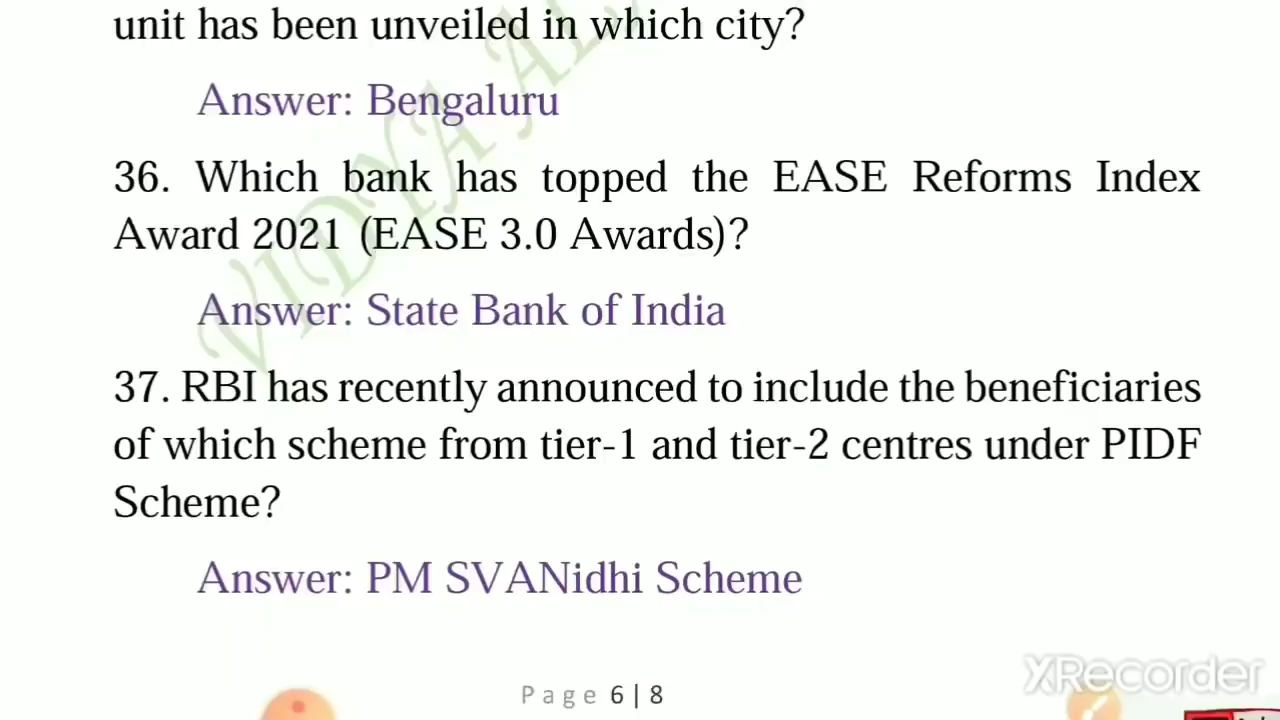 unit has been unveiled in which city?
Answer: Bengaluru
36. Which bank has topped the EASE Reforms Index
Award 2021 (EASE 3.0 Awards)?
Answer: State Bank of India
37. RBI has recently announced to include the beneficiaries
of which scheme from tier-1 and tier-2 centres under PIDF
Scheme?
Answer: PM SVANidhi Scheme
Page 6|8
XRecorder